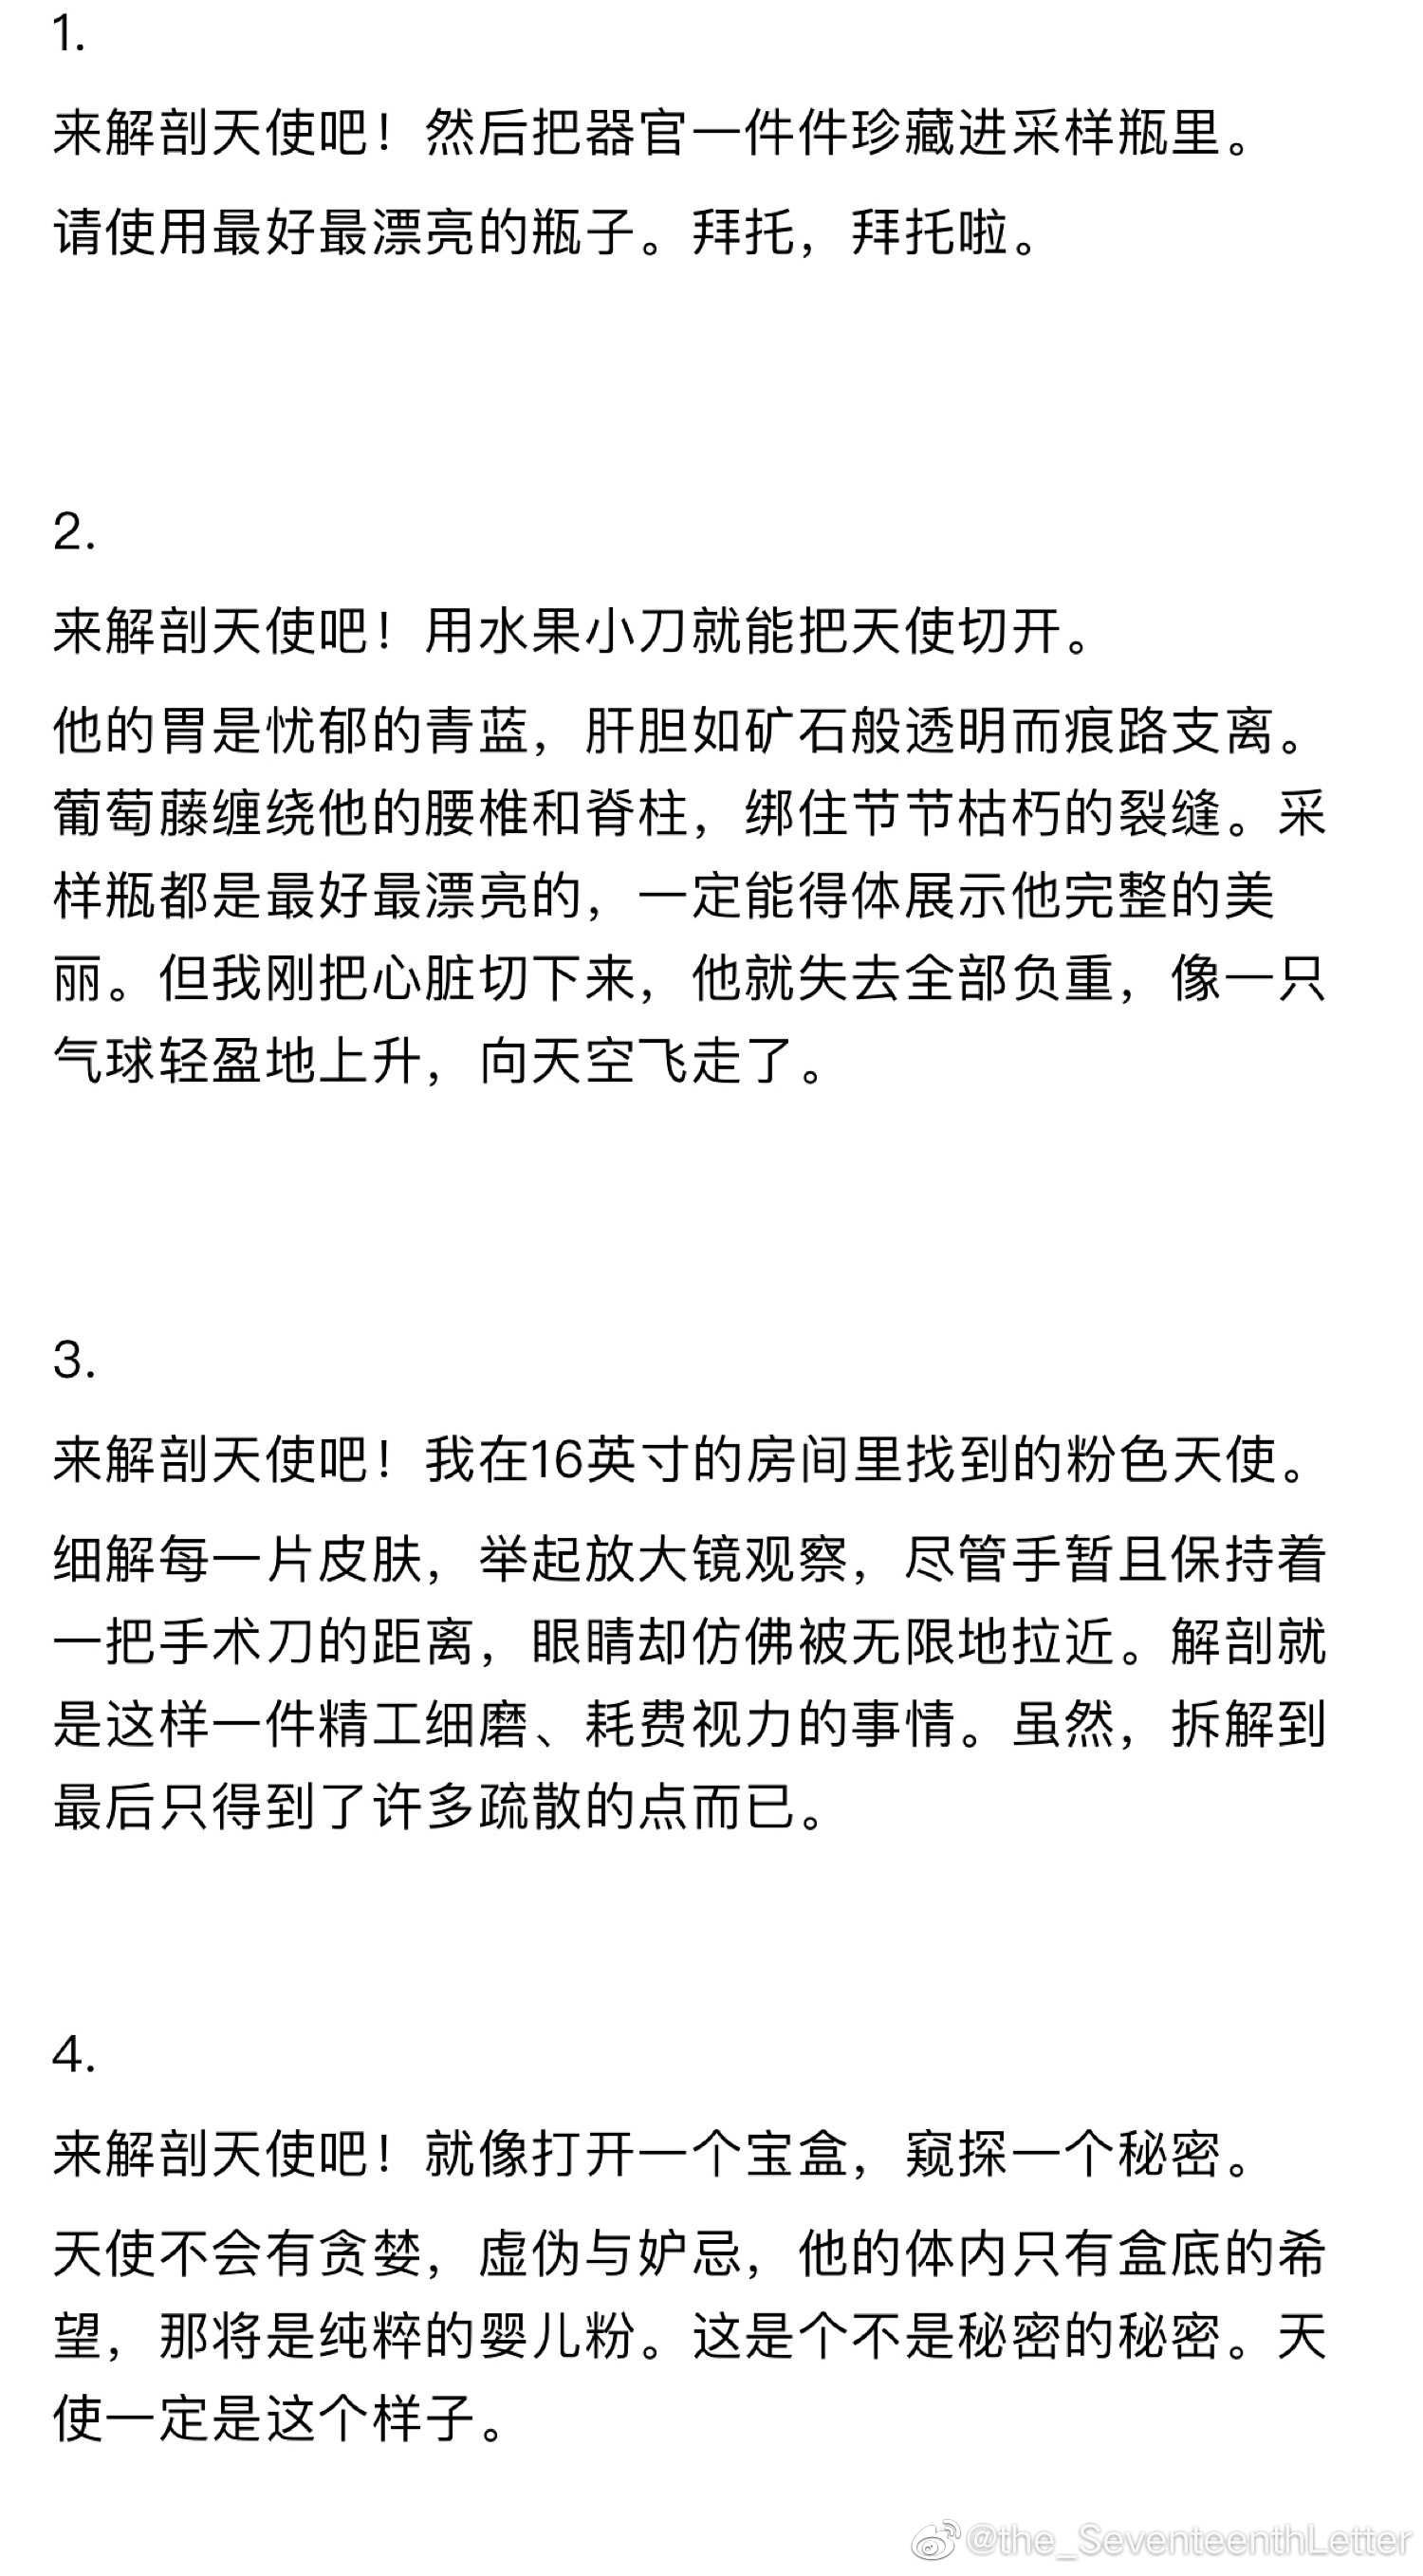 1.
来解剖天使吧！然后把器官一件件珍藏进采样瓶里。
请使用最好最漂亮的瓶子。拜托，拜托啦。
2.
来解剖天使吧！用水果小刀就能把天使切开。
他的胃是忧郁的青蓝，肝胆如矿石般透明而痕路支离。
葡萄藤缠绕他的腰椎和脊柱，绑住节节枯朽的裂缝。采
样瓶都是最好最漂亮的，一定能得体展示他完整的美
丽。但我刚把心脏切下来，他就失去全部负重，像一只
气球轻盈地上升，向天空飞走了。
3.
来解剖天使吧！我在16英寸的房间里找到的粉色天使。
细解每一片皮肤，举起放大镜观察，尽管手暂且保持着
一把手术刀的距离，眼睛却仿佛被无限地拉近。解剖就
是这样一件精工细磨、耗费视力的事情。虽然，拆解到
最后只得到了许多疏散的点而已。
4.
来解剖天使吧！就像打开一个宝盒，窥探一个秘密。
天使不会有贪婪，虚伪与妒忌，他的体内只有盒底的希
望，那将是纯粹的婴儿粉。这是个不是秘密的秘密。天
使一定是这个样子。
@the_SeventeenthLetter